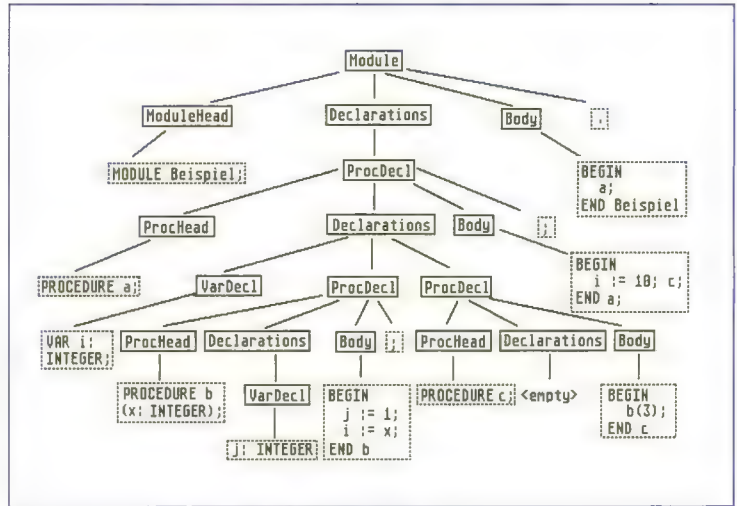 Module
ModuleHead
Declarations
Body
.
MODULE Beispiel;
ProcDecl
BEGIN
a;
END Beispiel
ProcHead
Declarations
Body
;
PROCEDURE a;
VarDecl
ProcDecl
ProcDecl
BEGIN
i := 10; c;
END a;
VAR i:
INTEGER;
ProcHead
Declarations
Body
;
ProcHead
Declarations
Body
PROCEDURE b
(x: INTEGER);
VarDecl
BEGIN
j := 1;
i := x;
END b
PROCEDURE c;
<empty>
BEGIN
b(3);
END c
j: INTEGER